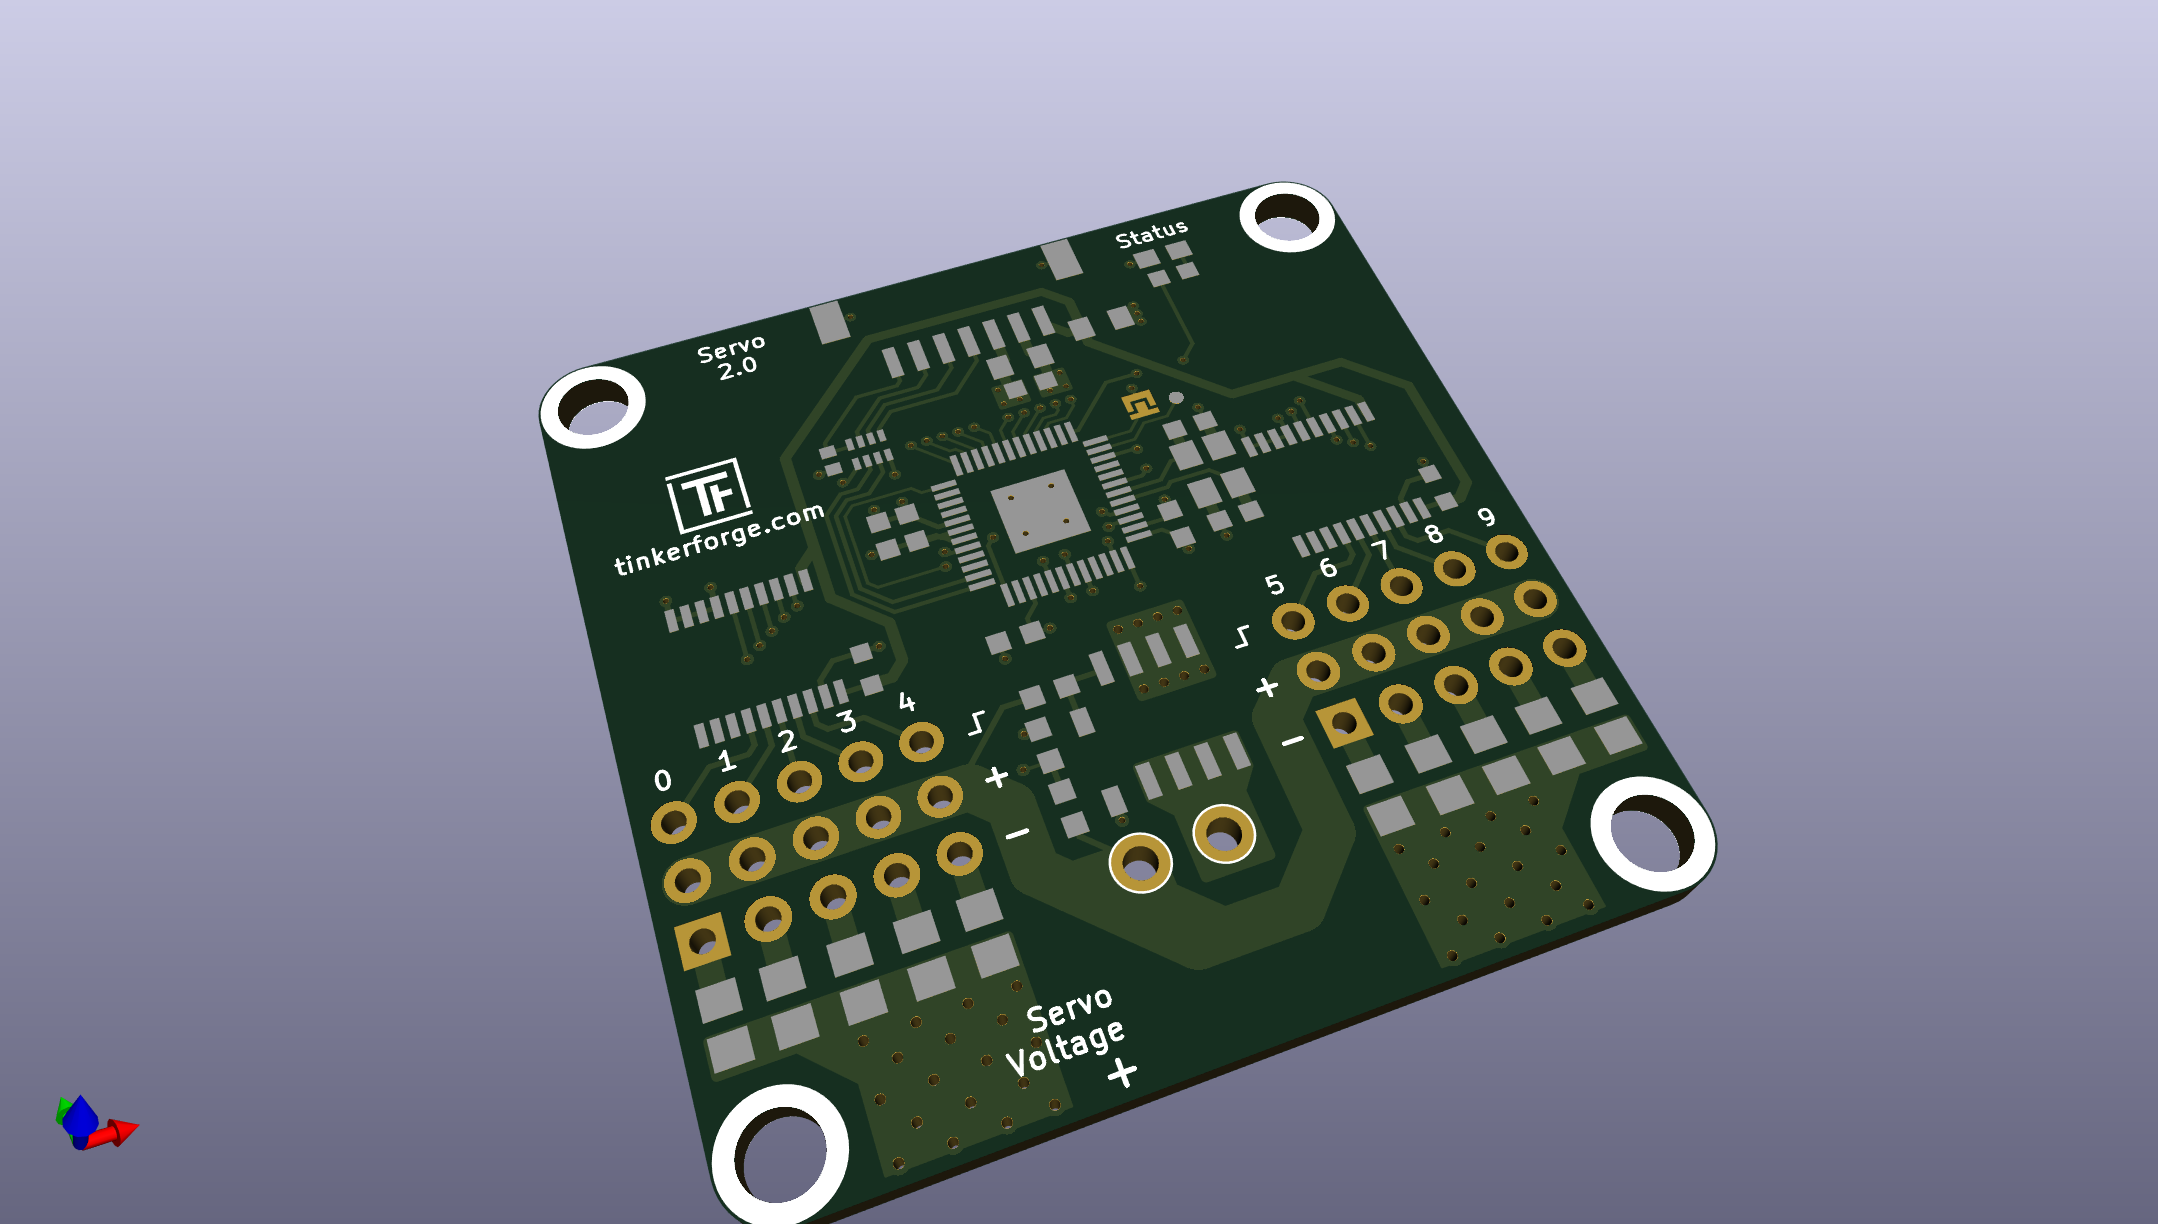 Status
Servo
2.0
TF
tinkerforge.com
5 6 7 8 9
+
-
0 1 2 3 4
+
-
Servo
Voltage
+